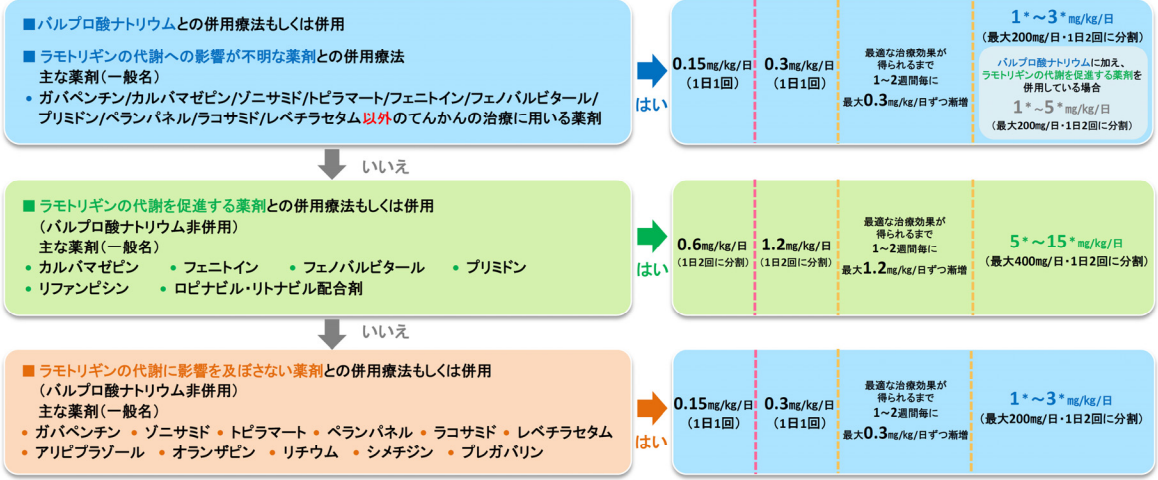 ■バルプロ酸ナトリウムとの併用療法もしくは併用
■ラモトリギンの代謝への影響が不明な薬剤との併用療法
主な薬剤(一般名)
• ガバペンチン/カルバマゼピン/ゾニサミド/トピラマート/フェニトイン/フェノバルビタール/
プリミドン/ペランパネル/ラコサミド/レベチラセタム以外のてんかんの治療に用いる薬剤
はい
0.15mg/kg/日
(1日1回)
0.3mg/kg/日
(1日1回)
最適な治療効果が
得られるまで
1~2週間毎に
最大0.3mg/kg/日ずつ漸増
1*~3*mg/kg/日
(最大200mg/日・1日2回に分割)
バルプロ酸ナトリウムに加え、
ラモトリギンの代謝を促進する薬剤を
併用している場合
1*~5*mg/kg/日
(最大200mg/日・1日2回に分割)
いいえ
■ラモトリギンの代謝を促進する薬剤との併用療法もしくは併用
(バルプロ酸ナトリウム非併用)
主な薬剤(一般名)
• カルバマゼピン • フェニトイン • フェノバルビタール • プリミドン
• リファンピシン • ロピナビル・リトナビル配合剤
はい
0.6mg/kg/日
(1日2回に分割)
1.2mg/kg/日
(1日2回に分割)
最適な治療効果が
得られるまで
1~2週間毎に
最大1.2mg/kg/日ずつ漸増
5*~15*mg/kg/日
(最大400mg/日・1日2回に分割)
いいえ
■ラモトリギンの代謝に影響を及ぼさない薬剤との併用療法もしくは併用
(バルプロ酸ナトリウム非併用)
主な薬剤(一般名)
• ガバペンチン • ゾニサミド • トピラマート • ペランパネル • ラコサミド • レベチラセタム
• アリピプラゾール • オランザピン • リチウム • シメチジン • プレガバリン
はい
0.15mg/kg/日
(1日1回)
0.3mg/kg/日
(1日1回)
最適な治療効果が
得られるまで
1~2週間毎に
最大0.3mg/kg/日ずつ漸増
1*~3*mg/kg/日
(最大200mg/日・1日2回に分割)